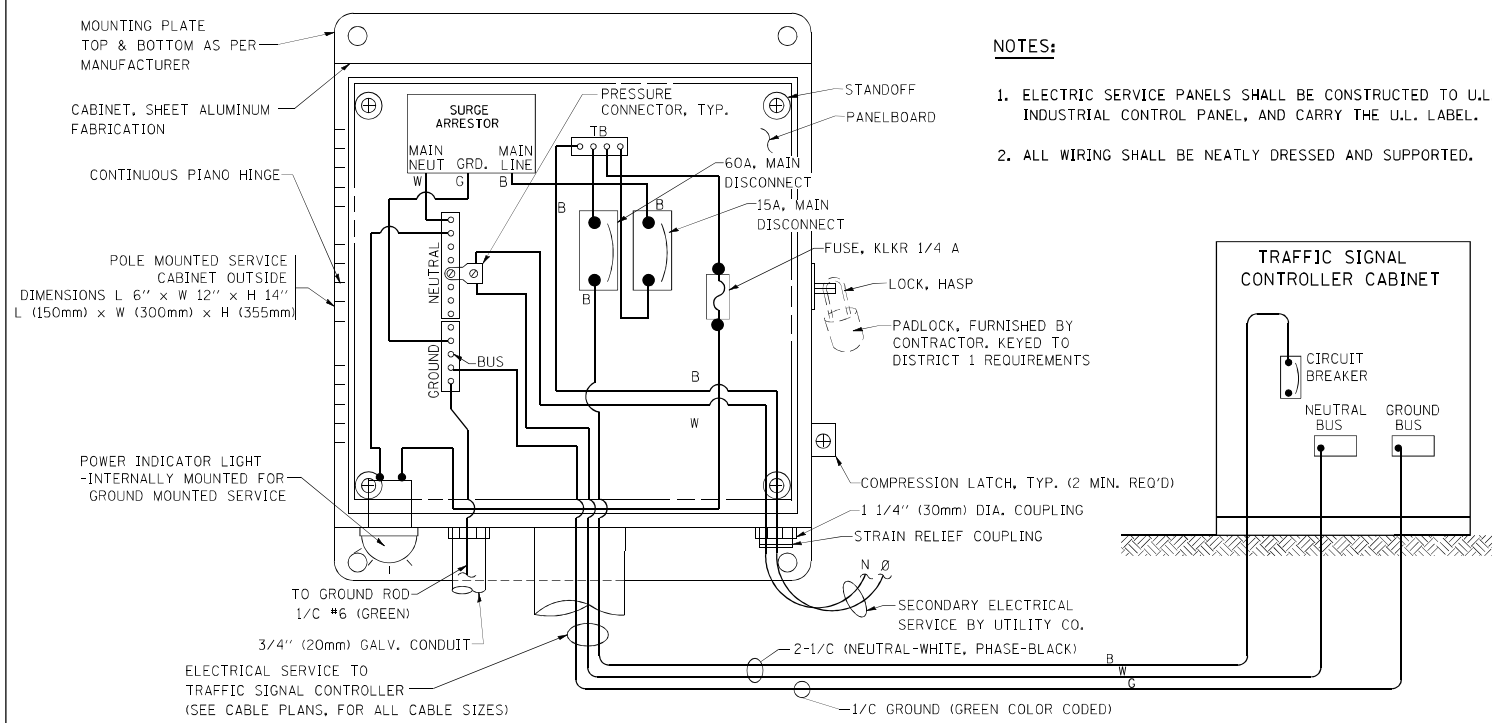 MOUNTING PLATE
TOP & BOTTOM AS PER
MANUFACTURER
CABINET, SHEET ALUMINUM
FABRICATION
CONTINUOUS PIANO HINGE
POLE MOUNTED SERVICE
CABINET OUTSIDE
DIMENSIONS L 6" x W 12" x H 14"
L (150mm) x W (300mm) x H (355mm)
POWER INDICATOR LIGHT
-INTERNALLY MOUNTED FOR
GROUND MOUNTED SERVICE
SURGE
ARRESTOR
MAIN
NEUT
GRD.
MAIN
LINE
W
G
B
PRESSURE
CONNECTOR, TYP.
TB
STANDOFF
PANELBOARD
60A, MAIN
DISCONNECT
15A, MAIN
DISCONNECT
B
B
B
FUSE, KLKR 1/4 A
NEUTRAL
GROUND
BUS
LOCK, HASP
PADLOCK, FURNISHED BY
CONTRACTOR. KEYED TO
DISTRICT 1 REQUIREMENTS
B
W
COMPRESSION LATCH, TYP. (2 MIN. REQ'D)
1 1/4" (30mm) DIA. COUPLING
STRAIN RELIEF COUPLING
N Ø
SECONDARY ELECTRICAL
SERVICE BY UTILITY CO.
TO GROUND ROD
1/C #6 (GREEN)
3/4" (20mm) GALV. CONDUIT
ELECTRICAL SERVICE TO
TRAFFIC SIGNAL CONTROLLER
(SEE CABLE PLANS, FOR ALL CABLE SIZES)
2-1/C (NEUTRAL-WHITE, PHASE-BLACK)
B
W
G
1/C GROUND (GREEN COLOR CODED)
NOTES:
1. ELECTRIC SERVICE PANELS SHALL BE CONSTRUCTED TO U.L
INDUSTRIAL CONTROL PANEL, AND CARRY THE U.L. LABEL.
2. ALL WIRING SHALL BE NEATLY DRESSED AND SUPPORTED.
TRAFFIC SIGNAL
CONTROLLER CABINET
CIRCUIT
BREAKER
NEUTRAL
BUS
GROUND
BUS